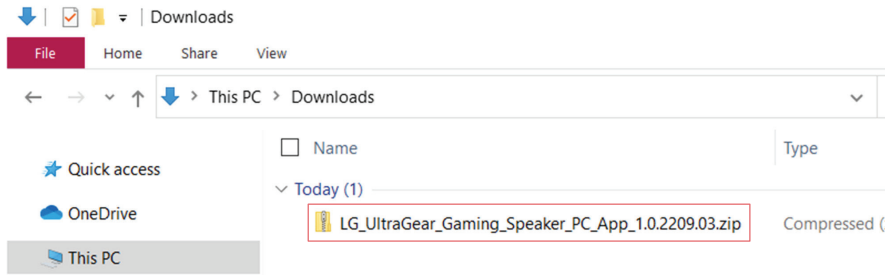 Downloads
File Home Share View
This PC > Downloads
Name Type
Quick access
Today (1)
OneDrive
LG_UltraGear_Gaming_Speaker_PC_App_1.0.2209.03.zip Compressed (
This PC